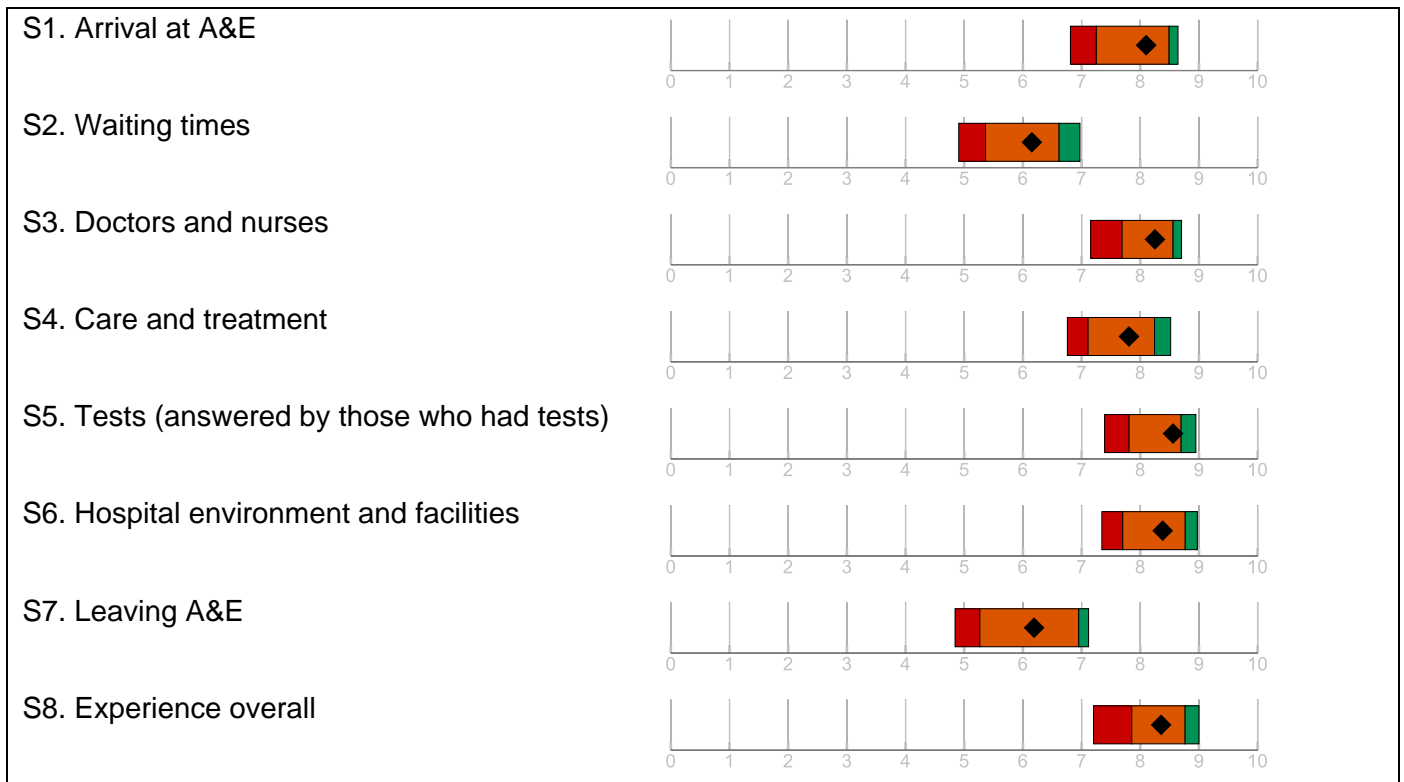 S1. Arrival at A&E
0 1 2 3 4 5 6 7 8 9 10
S2. Waiting times
0 1 2 3 4 5 6 7 8 9 10
S3. Doctors and nurses
0 1 2 3 4 5 6 7 8 9 10
S4. Care and treatment
0 1 2 3 4 5 6 7 8 9 10
S5. Tests (answered by those who had tests)
0 1 2 3 4 5 6 7 8 9 10
S6. Hospital environment and facilities
0 1 2 3 4 5 6 7 8 9 10
S7. Leaving A&E
0 1 2 3 4 5 6 7 8 9 10
S8. Experience overall
0 1 2 3 4 5 6 7 8 9 10